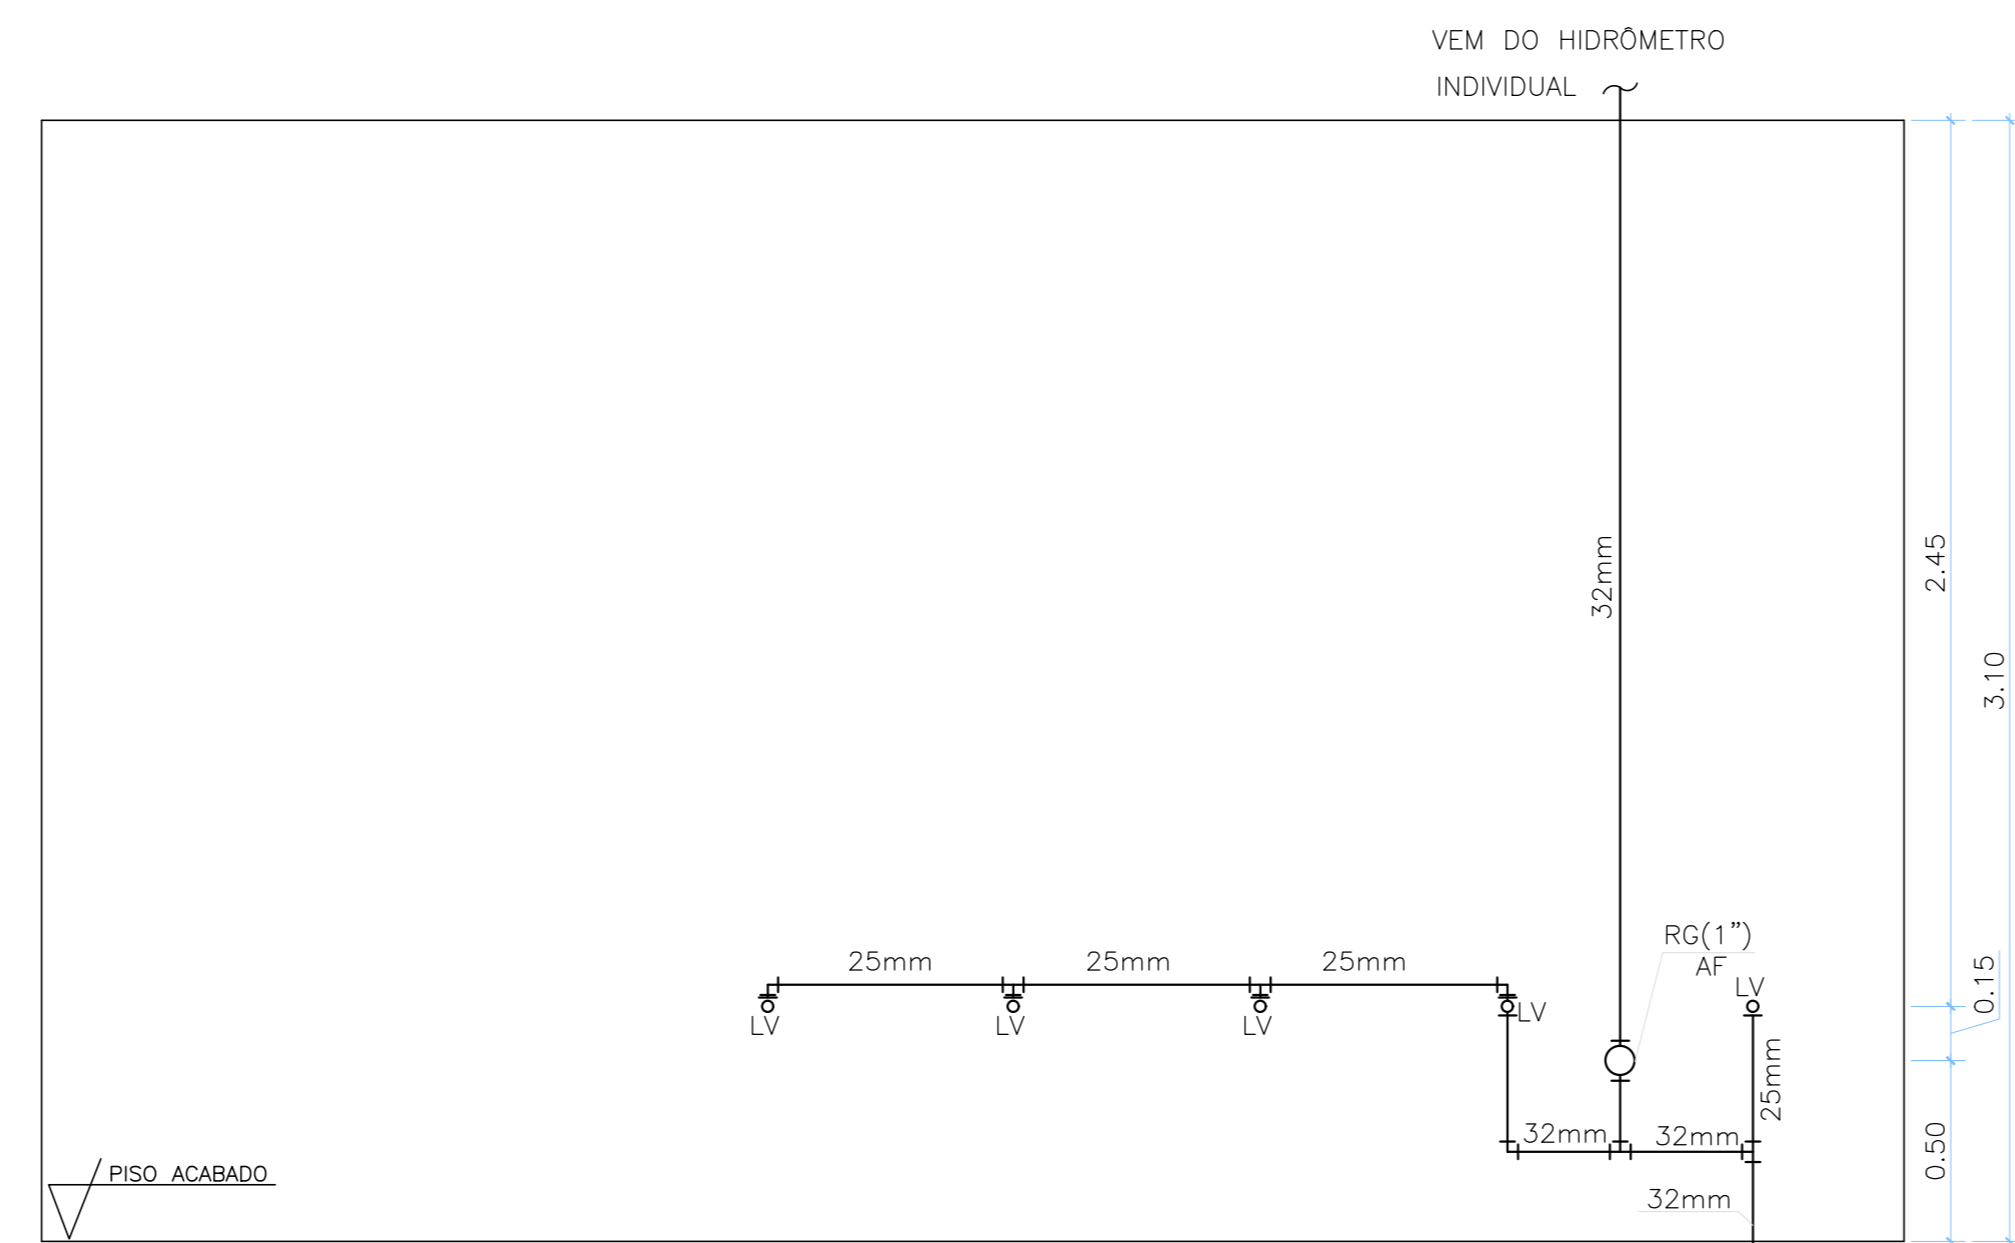 VEM DO HIDRÔMETRO
INDIVIDUAL
32mm
2.45
3.10
RG(1")
AF
25mm
25mm
25mm
LV
LV
LV
LV
LV
0.15
25mm
32mm
32mm
0.50
PISO ACABADO
32mm